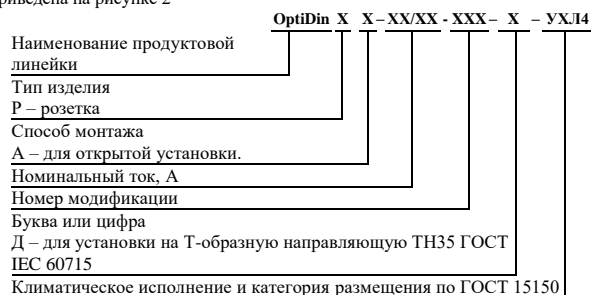 приведена на рисунке 2
OptiDin X X – XX/XX - XXX – X – УХЛ4
Наименование продуктовой
линейки
Тип изделия
Р – розетка
Способ монтажа
А – для открытой установки.
Номинальный ток, А
Номер модификации
Буква или цифра
Д – для установки на Т-образную направляющую ТН35 ГОСТ
IEC 60715
Климатическое исполнение и категория размещения по ГОСТ 15150